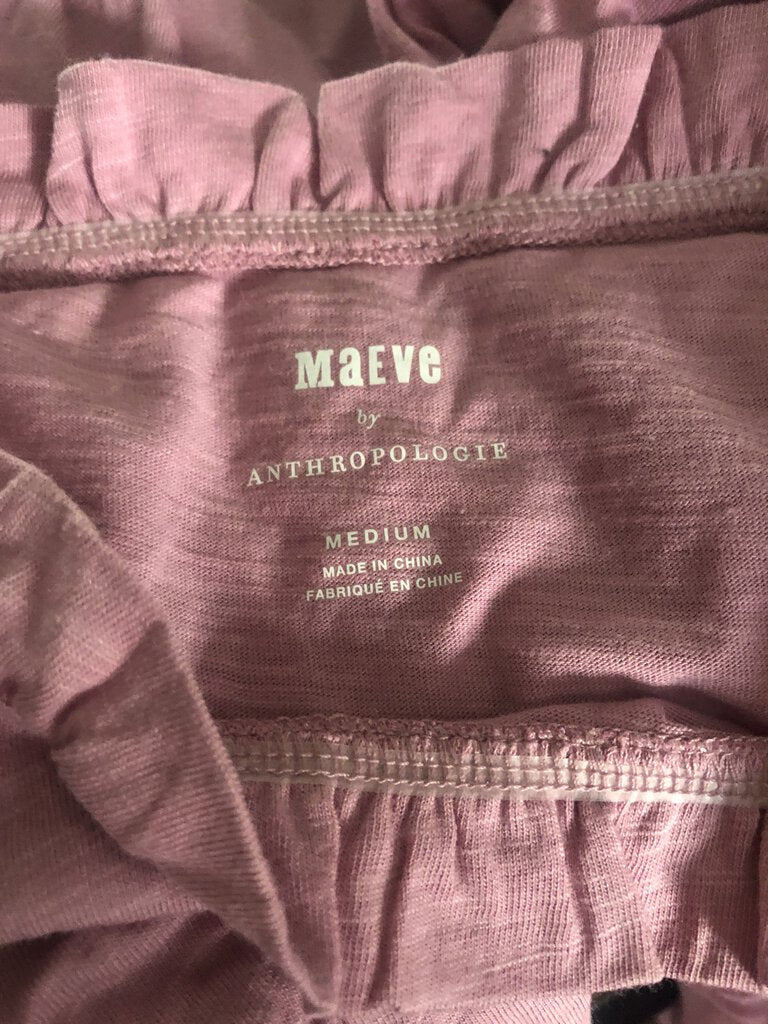 MaEVe
by
ANTHROPOLOGIE
MEDIUM
MADE IN CHINA
FABRIQUÉ EN CHINE